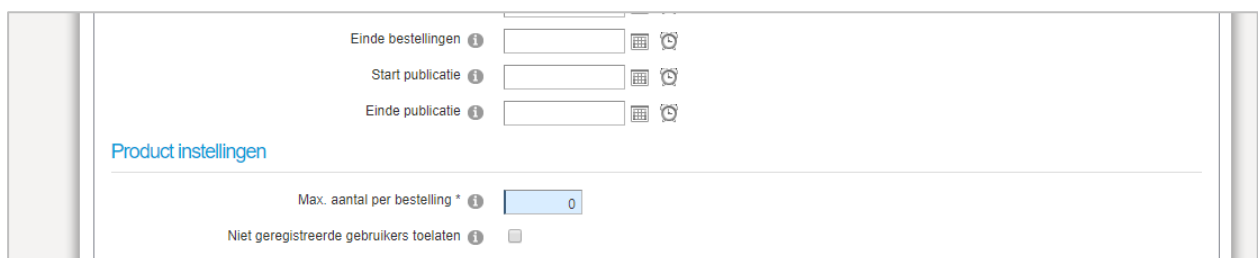 Einde bestellingen
Start publicatie
Einde publicatie
Product instellingen
Max. aantal per bestelling * 0
Niet geregistreerde gebruikers toelaten